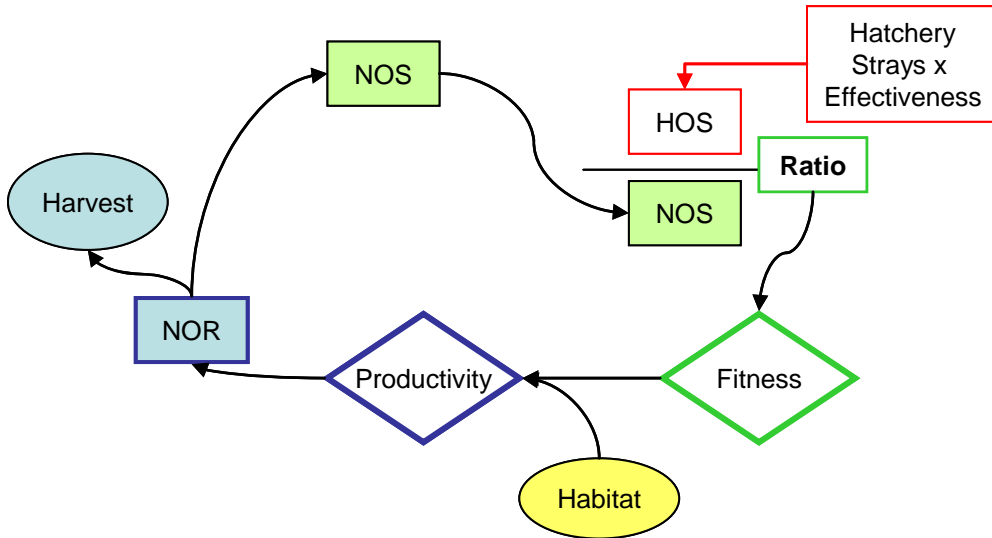 NOS
Hatchery
Strays x
Effectiveness
HOS
Ratio
NOS
Harvest
NOR
Productivity
Fitness
Habitat